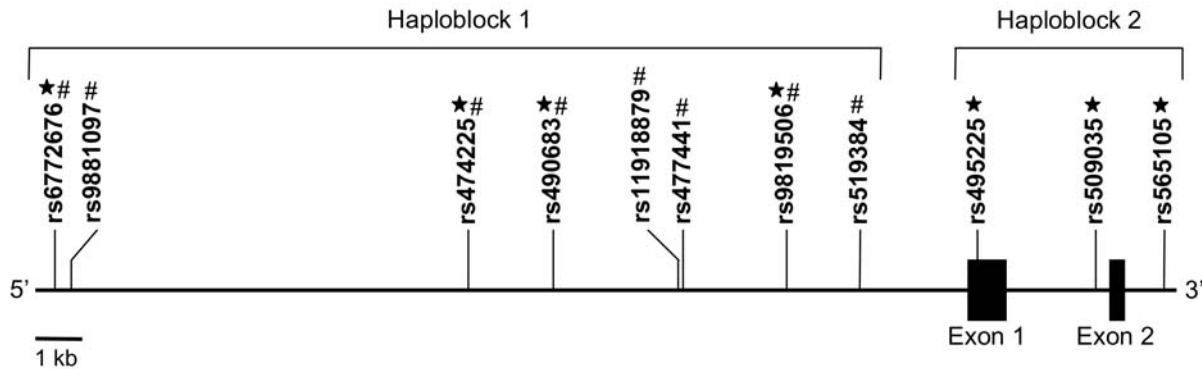 Haploblock 1
Haploblock 2
★# rs6772676
# rs9881097
★# rs474225
★# rs490683
# rs11918879
# rs477441
★# rs9819506
# rs519384
★ rs495225
★ rs509035
★ rs565105
5’
3’
Exon 1
Exon 2
1 kb